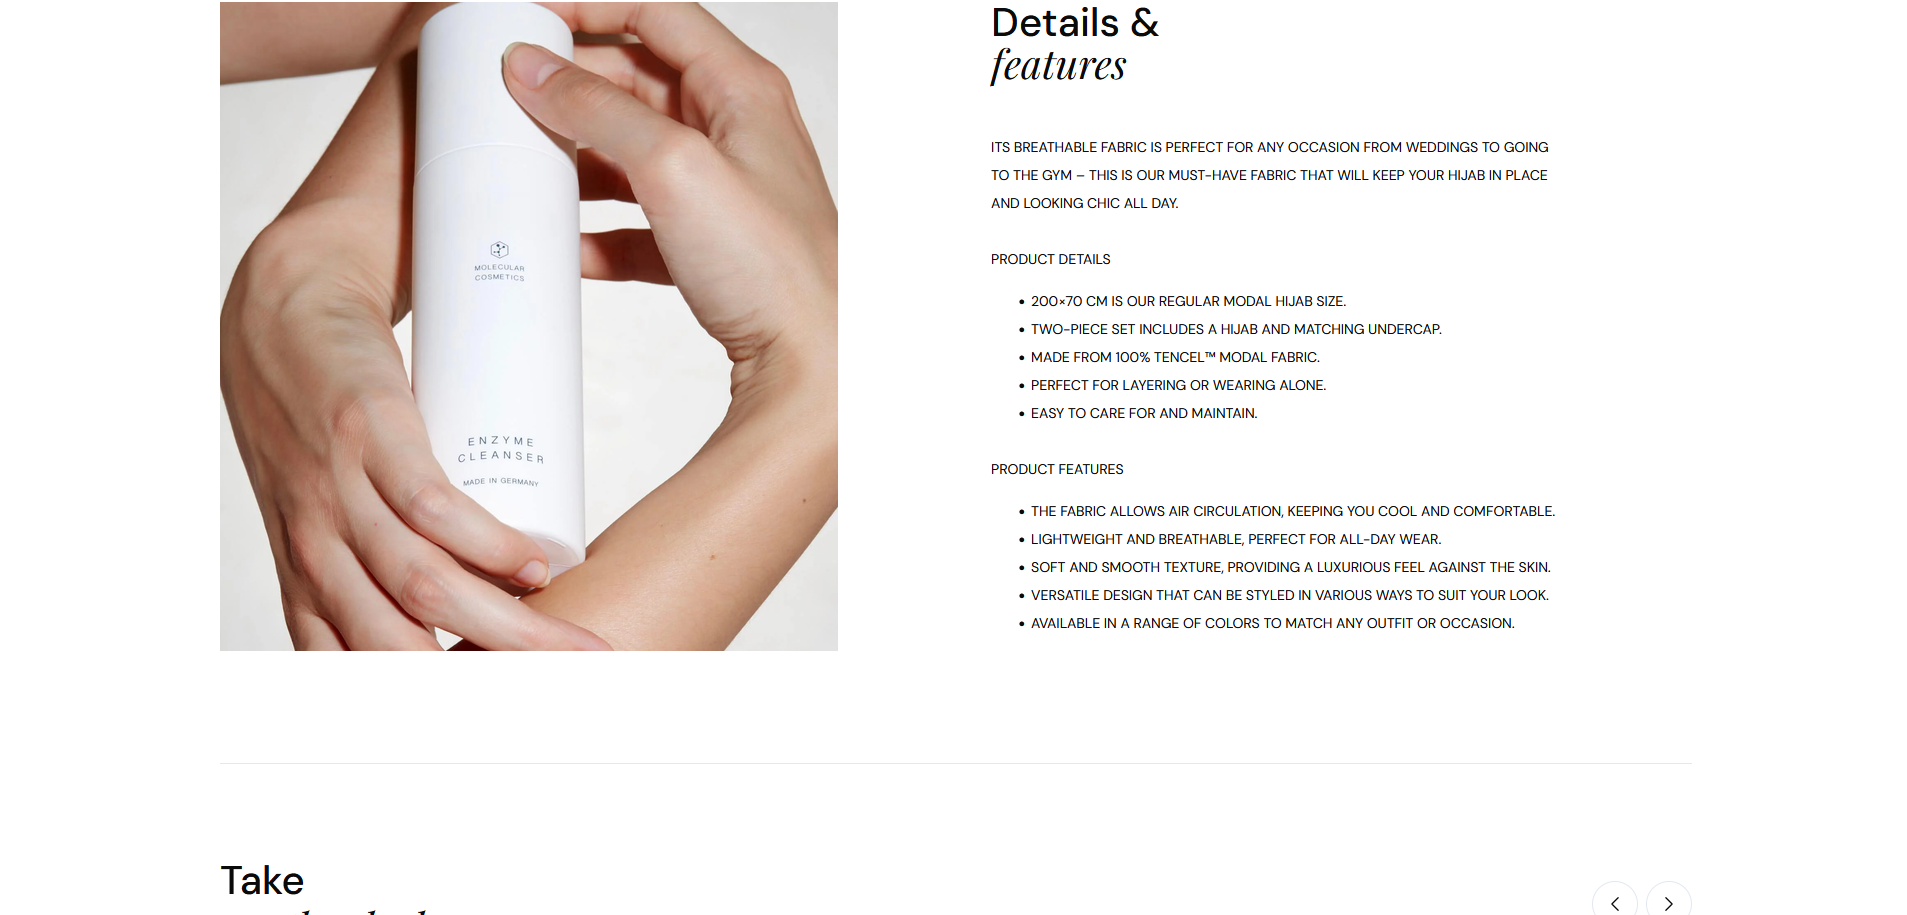 MOLECULAR
COSMETICS
ENZYME
CLEANSER
MADE IN GERMANY
Details &
features
ITS BREATHABLE FABRIC IS PERFECT FOR ANY OCCASION FROM WEDDINGS TO GOING
TO THE GYM – THIS IS OUR MUST-HAVE FABRIC THAT WILL KEEP YOUR HIJAB IN PLACE
AND LOOKING CHIC ALL DAY.
PRODUCT DETAILS
• 200×70 CM IS OUR REGULAR MODAL HIJAB SIZE.
• TWO-PIECE SET INCLUDES A HIJAB AND MATCHING UNDERCAP.
• MADE FROM 100% TENCEL™ MODAL FABRIC.
• PERFECT FOR LAYERING OR WEARING ALONE.
• EASY TO CARE FOR AND MAINTAIN.
PRODUCT FEATURES
• THE FABRIC ALLOWS AIR CIRCULATION, KEEPING YOU COOL AND COMFORTABLE.
• LIGHTWEIGHT AND BREATHABLE, PERFECT FOR ALL-DAY WEAR.
• SOFT AND SMOOTH TEXTURE, PROVIDING A LUXURIOUS FEEL AGAINST THE SKIN.
• VERSATILE DESIGN THAT CAN BE STYLED IN VARIOUS WAYS TO SUIT YOUR LOOK.
• AVAILABLE IN A RANGE OF COLORS TO MATCH ANY OUTFIT OR OCCASION.
Take